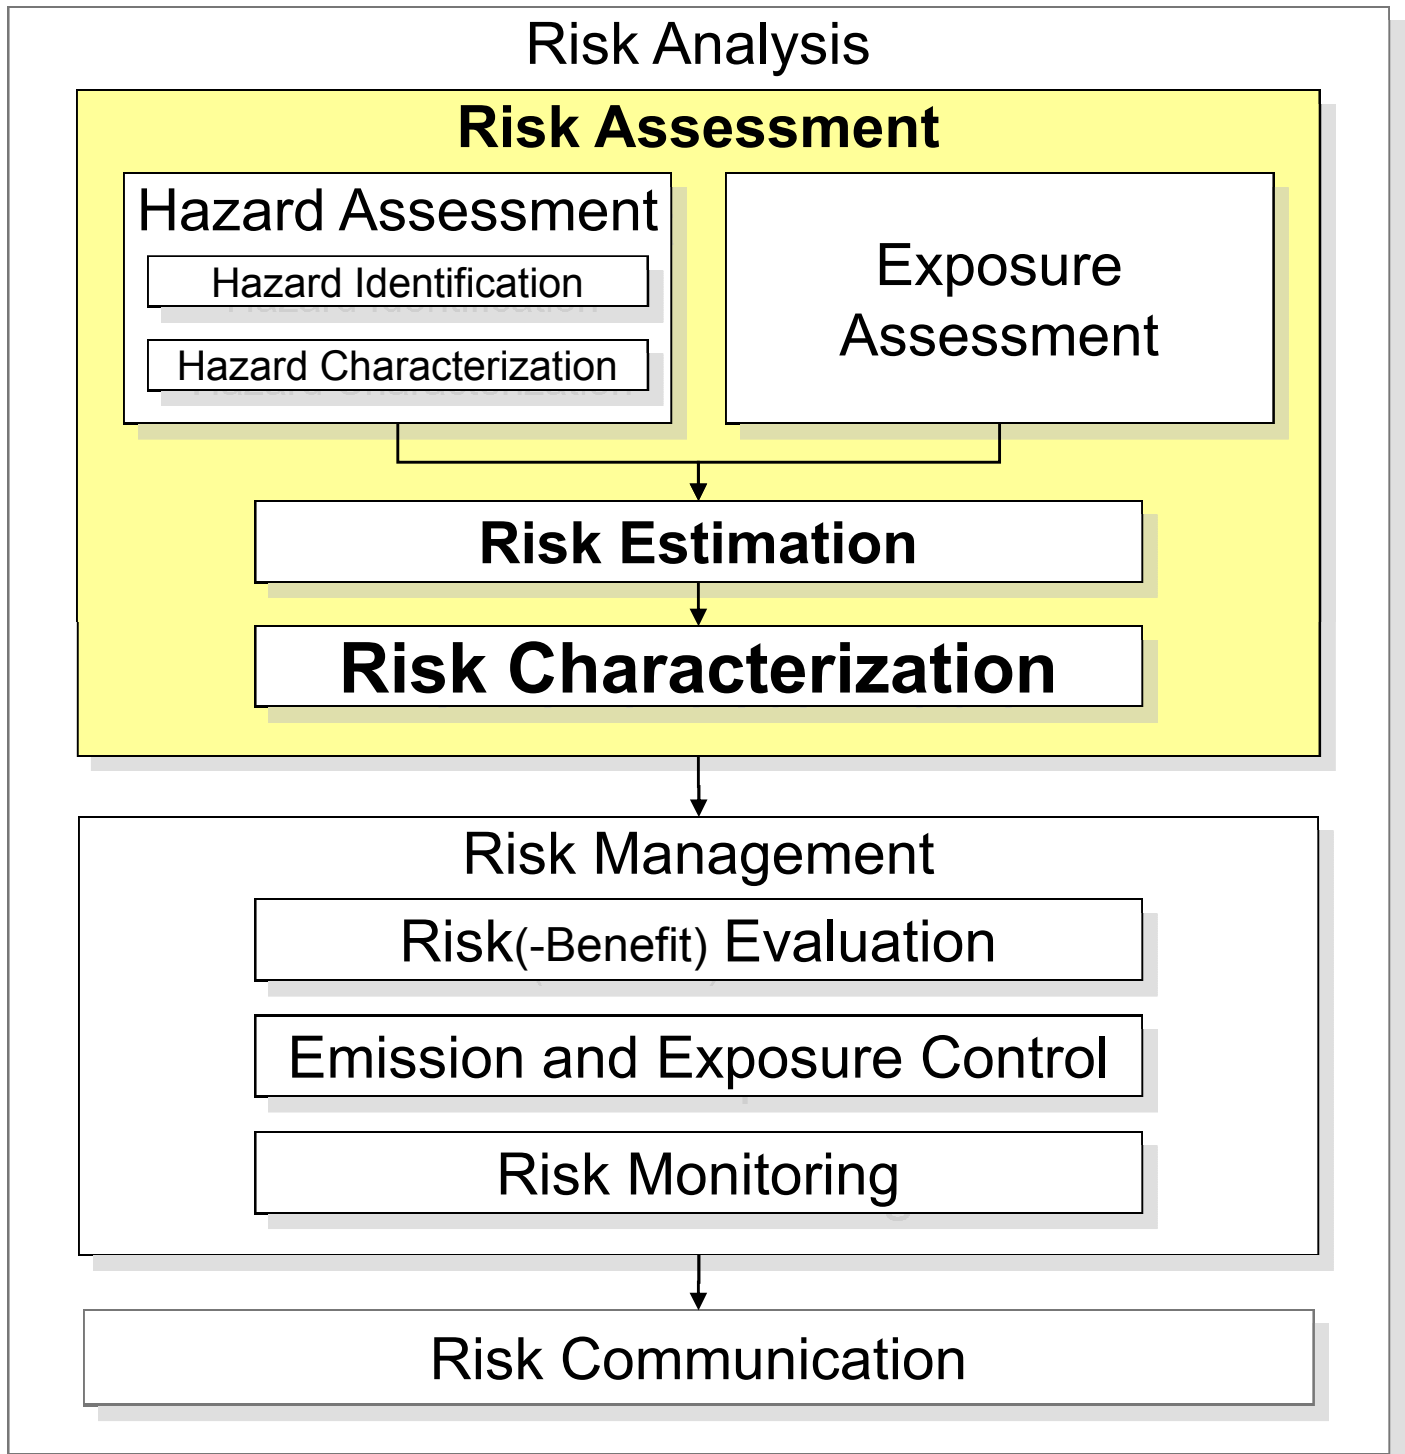 Risk Analysis
Risk Assessment
Hazard Assessment
Hazard Identification
Hazard Characterization
Exposure
Assessment
Risk Estimation
Risk Characterization
Risk Management
Risk(-Benefit) Evaluation
Emission and Exposure Control
Risk Monitoring
Risk Communication